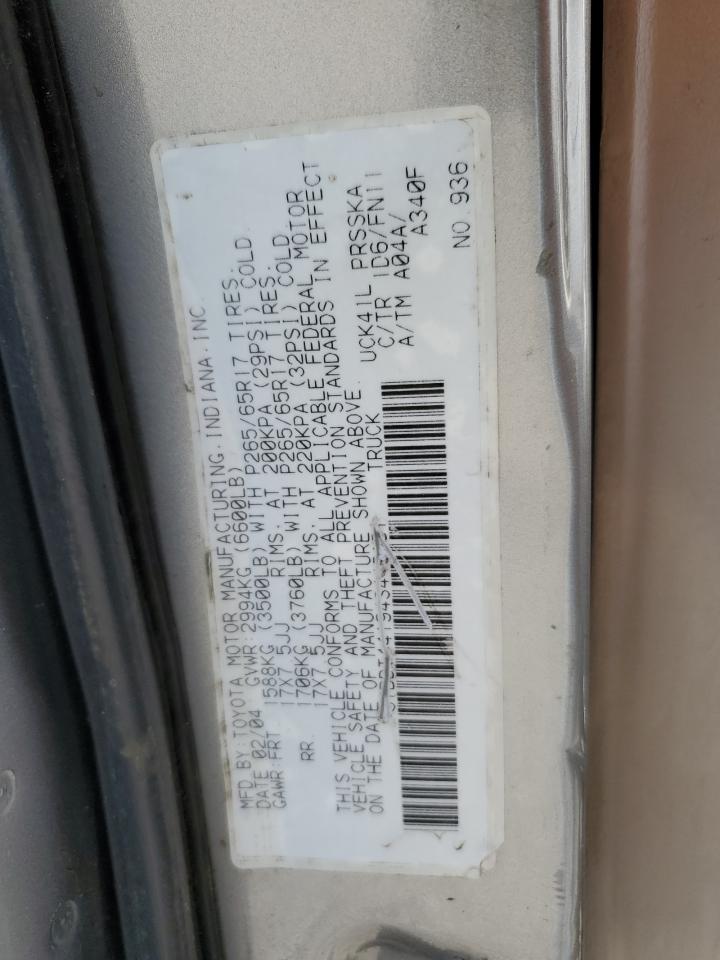 MFD. BY: TOYOTA MOTOR MANUFACTURING. INDIANA. INC.
DATE 02/04 GVWR: 2994KG (6600LB)
GAWR: FRT 1588KG (3500LB) WITH P265/65R17 TIRES.
17X7.5JJ RIMS. AT 200KPA (29PSI) COLD
RR. 1706KG (3760LB) WITH P265/65R17 TIRES.
17X7.5JJ RIMS. AT 220KPA (32PSI) COLD
THIS VEHICLE CONFORMS TO ALL APPLICABLE FEDERAL MOTOR
VEHICLE SAFETY AND THEFT PREVENTION STANDARDS IN EFFECT
ON THE DATE OF MANUFACTURE SHOWN ABOVE.
TRUCK
UCK41L PRSSKA
C/TR 1D6/FN11
A/TM A04A/
A340F
NO. 936